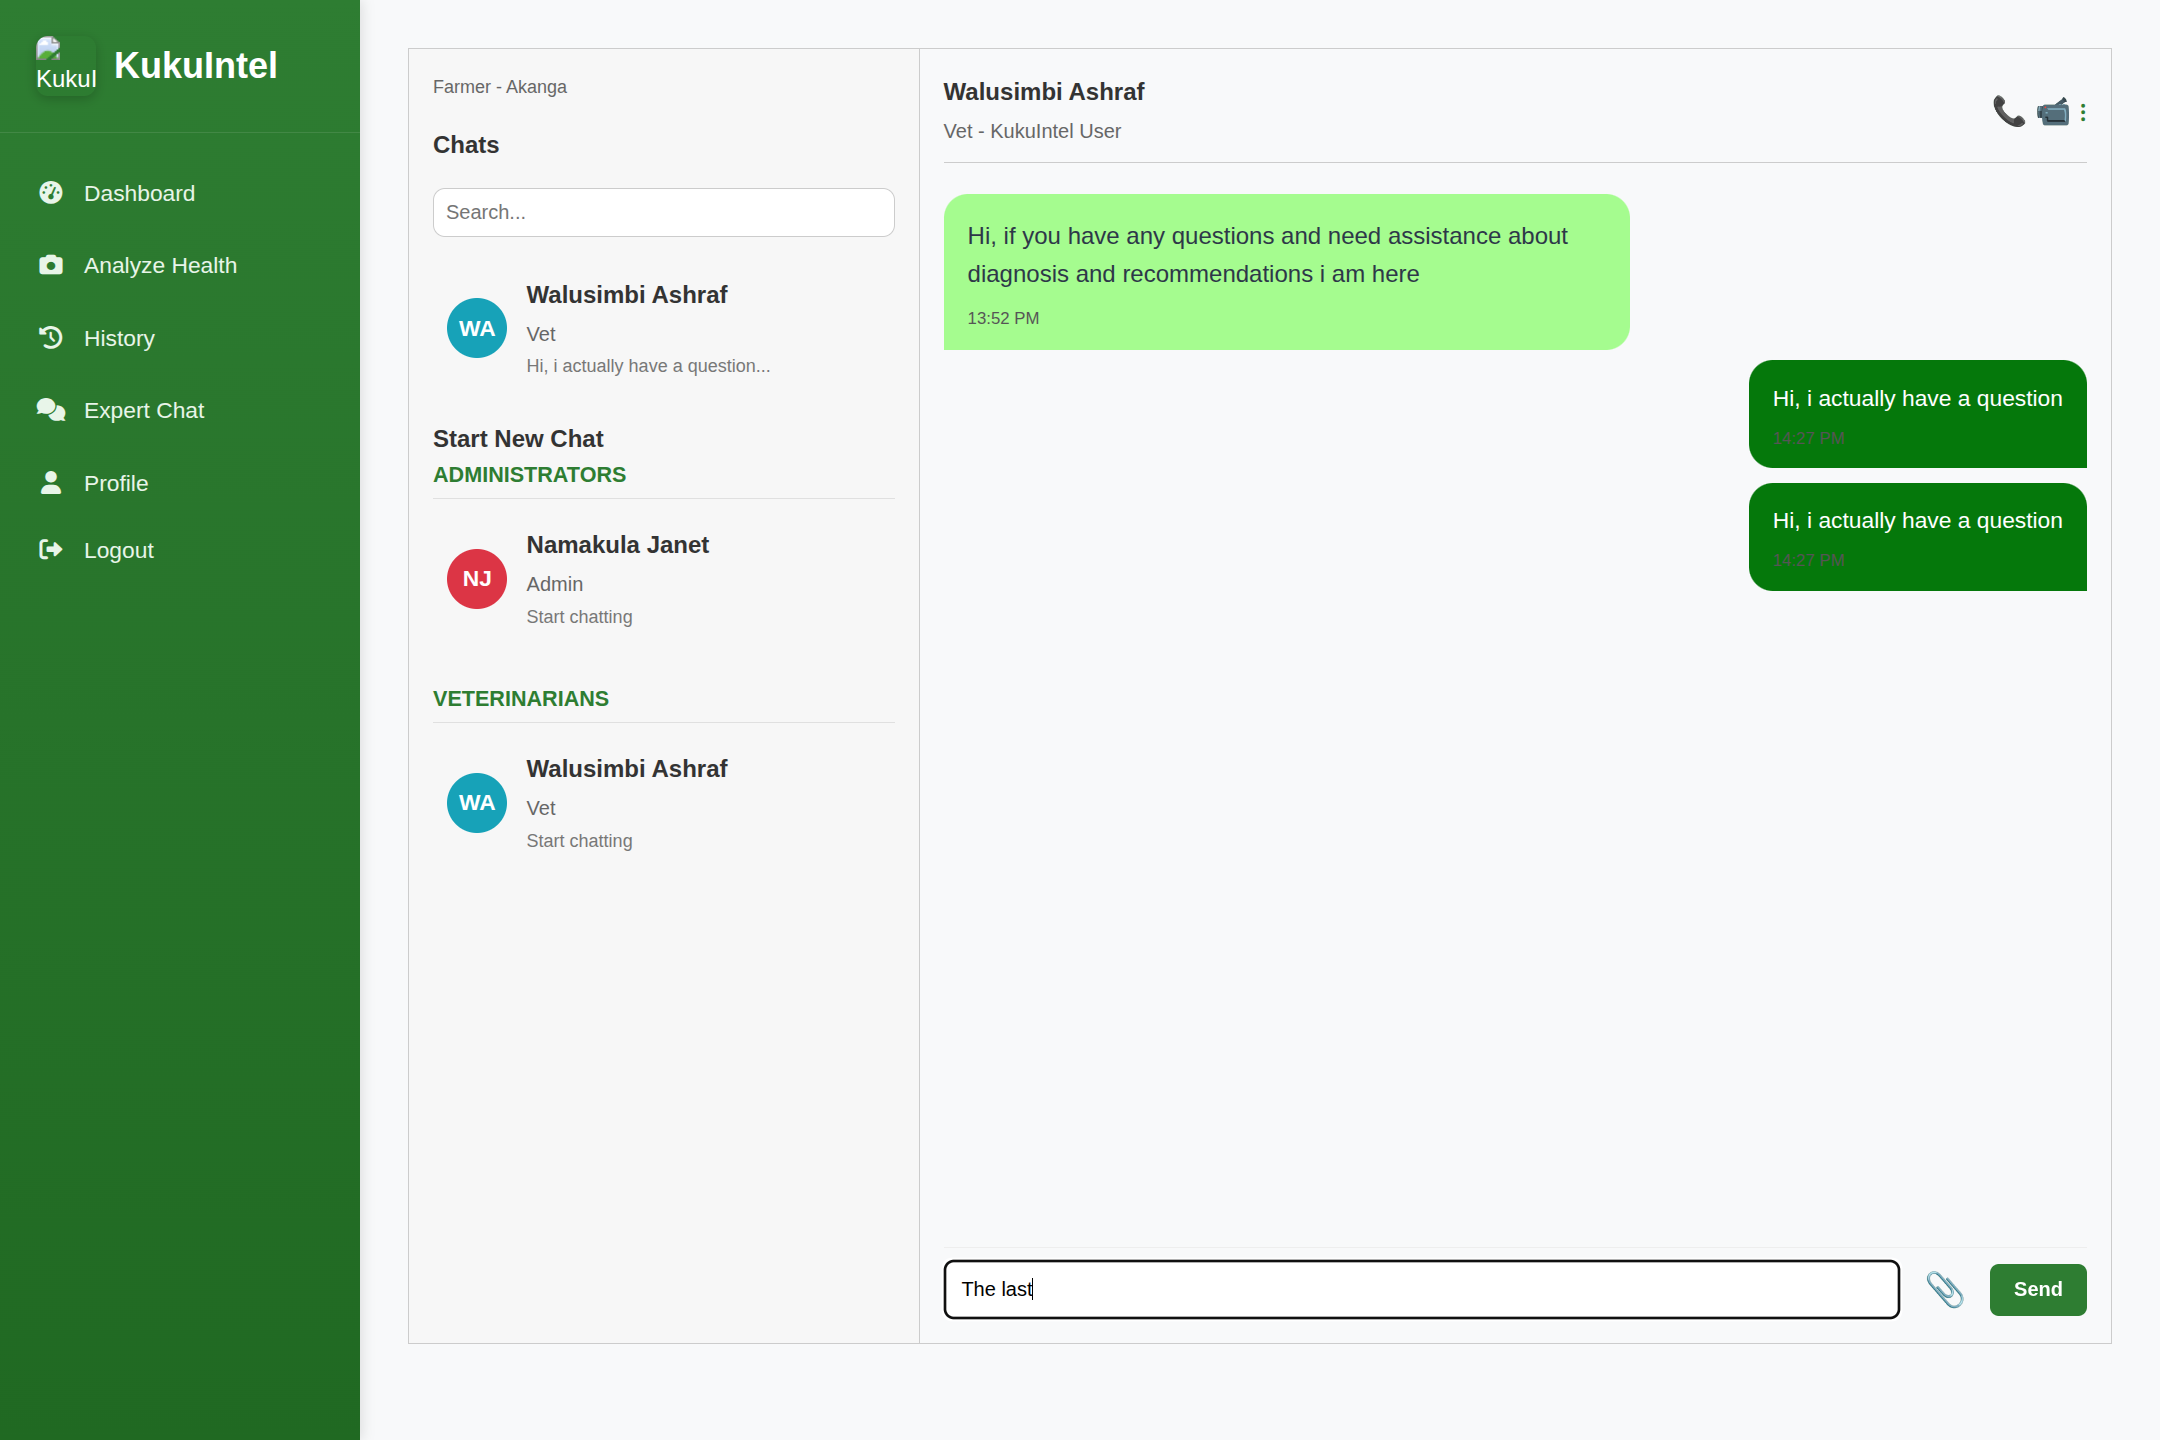 Kukul
KukuIntel
Dashboard
Analyze Health
History
Expert Chat
Profile
Logout
Farmer - Akanga
Chats
Search...
WA
Walusimbi Ashraf
Vet
Hi, i actually have a question...
Start New Chat
ADMINISTRATORS
NJ
Namakula Janet
Admin
Start chatting
VETERINARIANS
WA
Walusimbi Ashraf
Vet
Start chatting
Walusimbi Ashraf
Vet - KukuIntel User
Hi, if you have any questions and need assistance about
diagnosis and recommendations i am here
13:52 PM
Hi, i actually have a question
14:27 PM
Hi, i actually have a question
14:27 PM
The last
Send